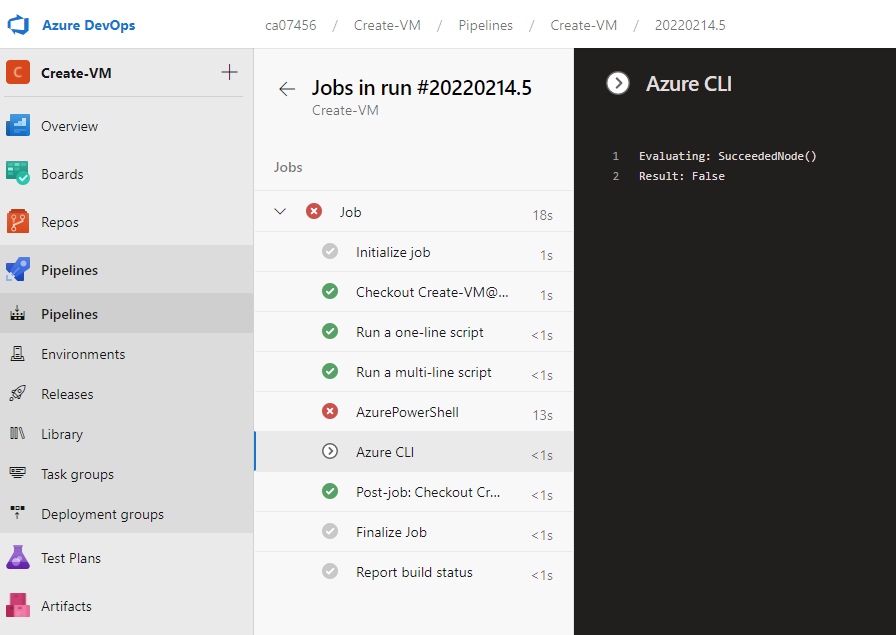 Azure DevOps
ca07456 / Create-VM / Pipelines / Create-VM / 20220214.5
C Create-VM +
Overview
Boards
Repos
Pipelines
Pipelines
Environments
Releases
Library
Task groups
Deployment groups
Test Plans
Artifacts
Jobs in run #20220214.5
Create-VM
Jobs
Job 18s
Initialize job 1s
Checkout Create-VM@... 1s
Run a one-line script <1s
Run a multi-line script <1s
AzurePowerShell 13s
Azure CLI <1s
Post-job: Checkout Cr... <1s
Finalize Job <1s
Report build status <1s
Azure CLI
1 Evaluating: SucceededNode()
2 Result: False